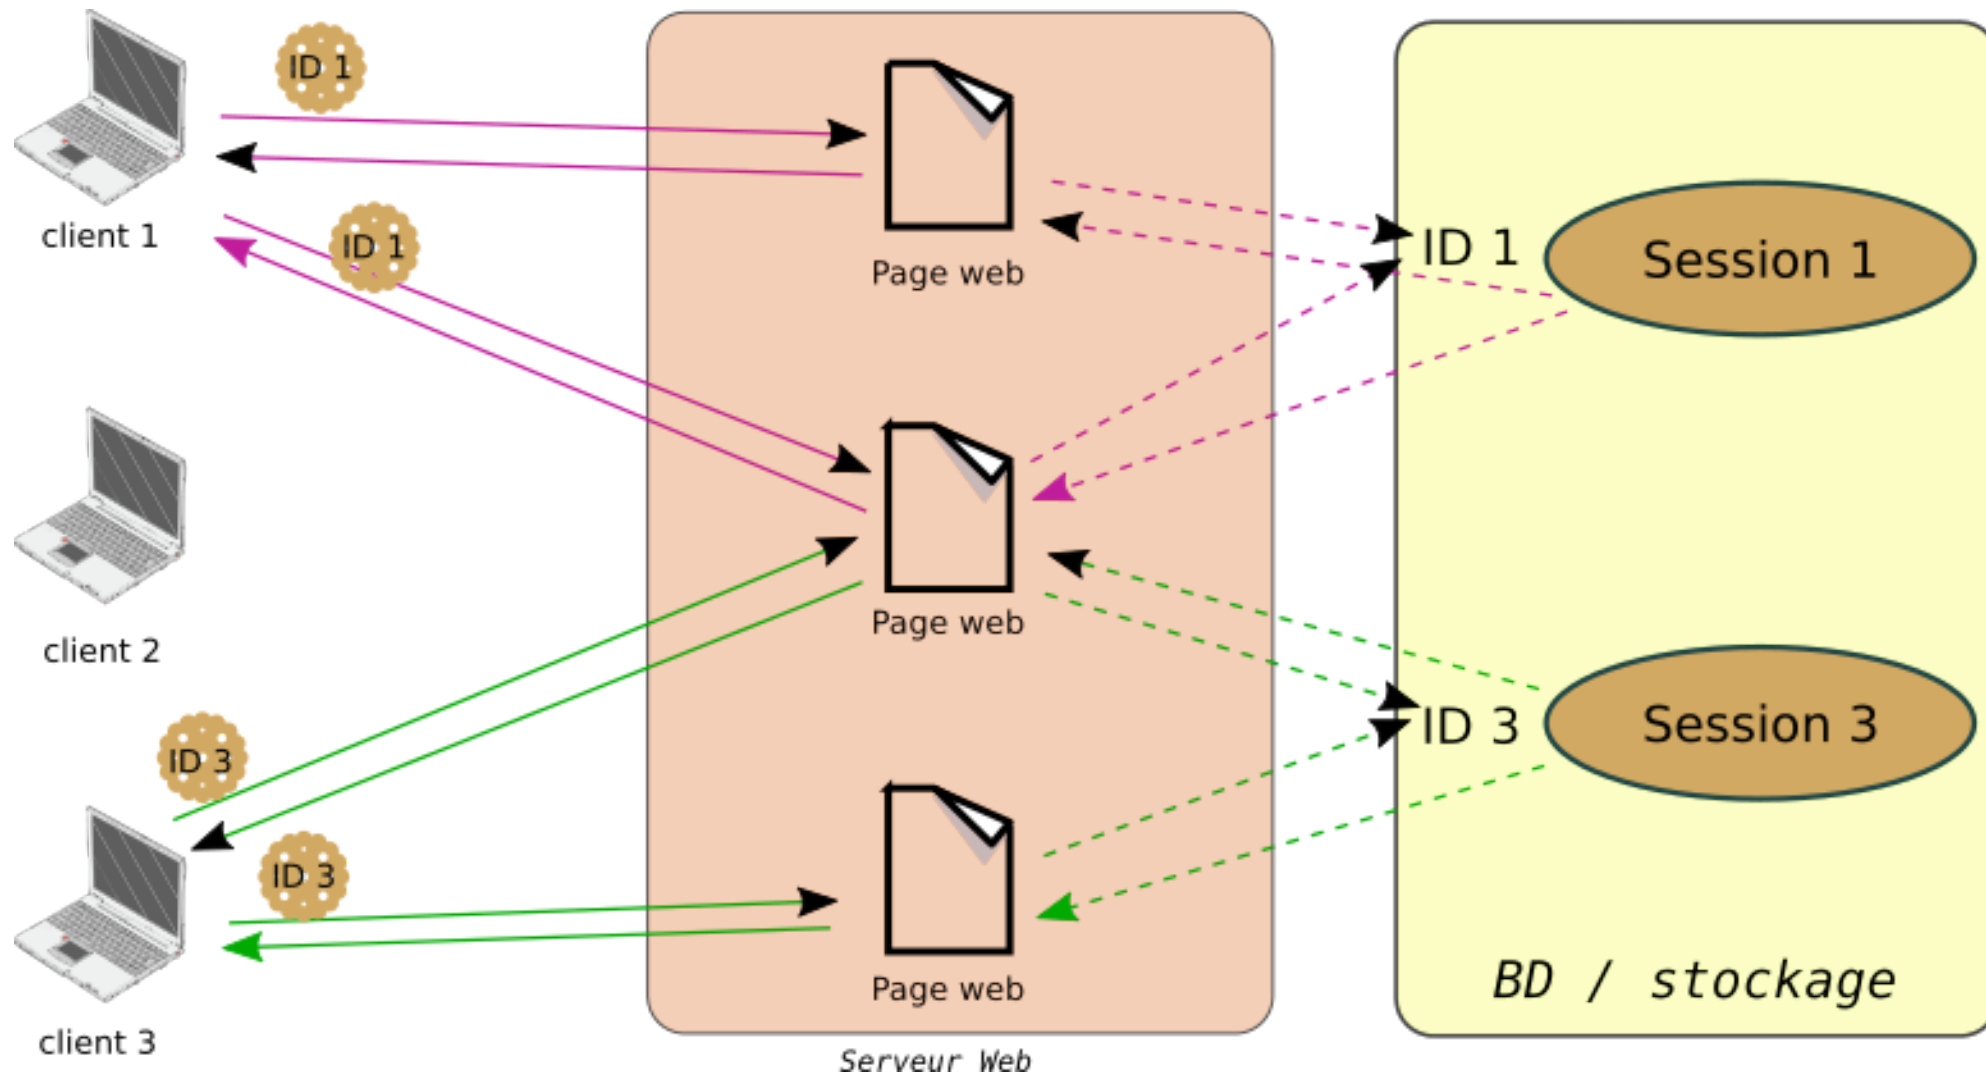 ID 1
client 1
ID 1
Page web
ID 1
Session 1
client 2
Page web
ID 3
ID 3
client 3
Page web
ID 3
Session 3
BD / stockage
Serveur Web